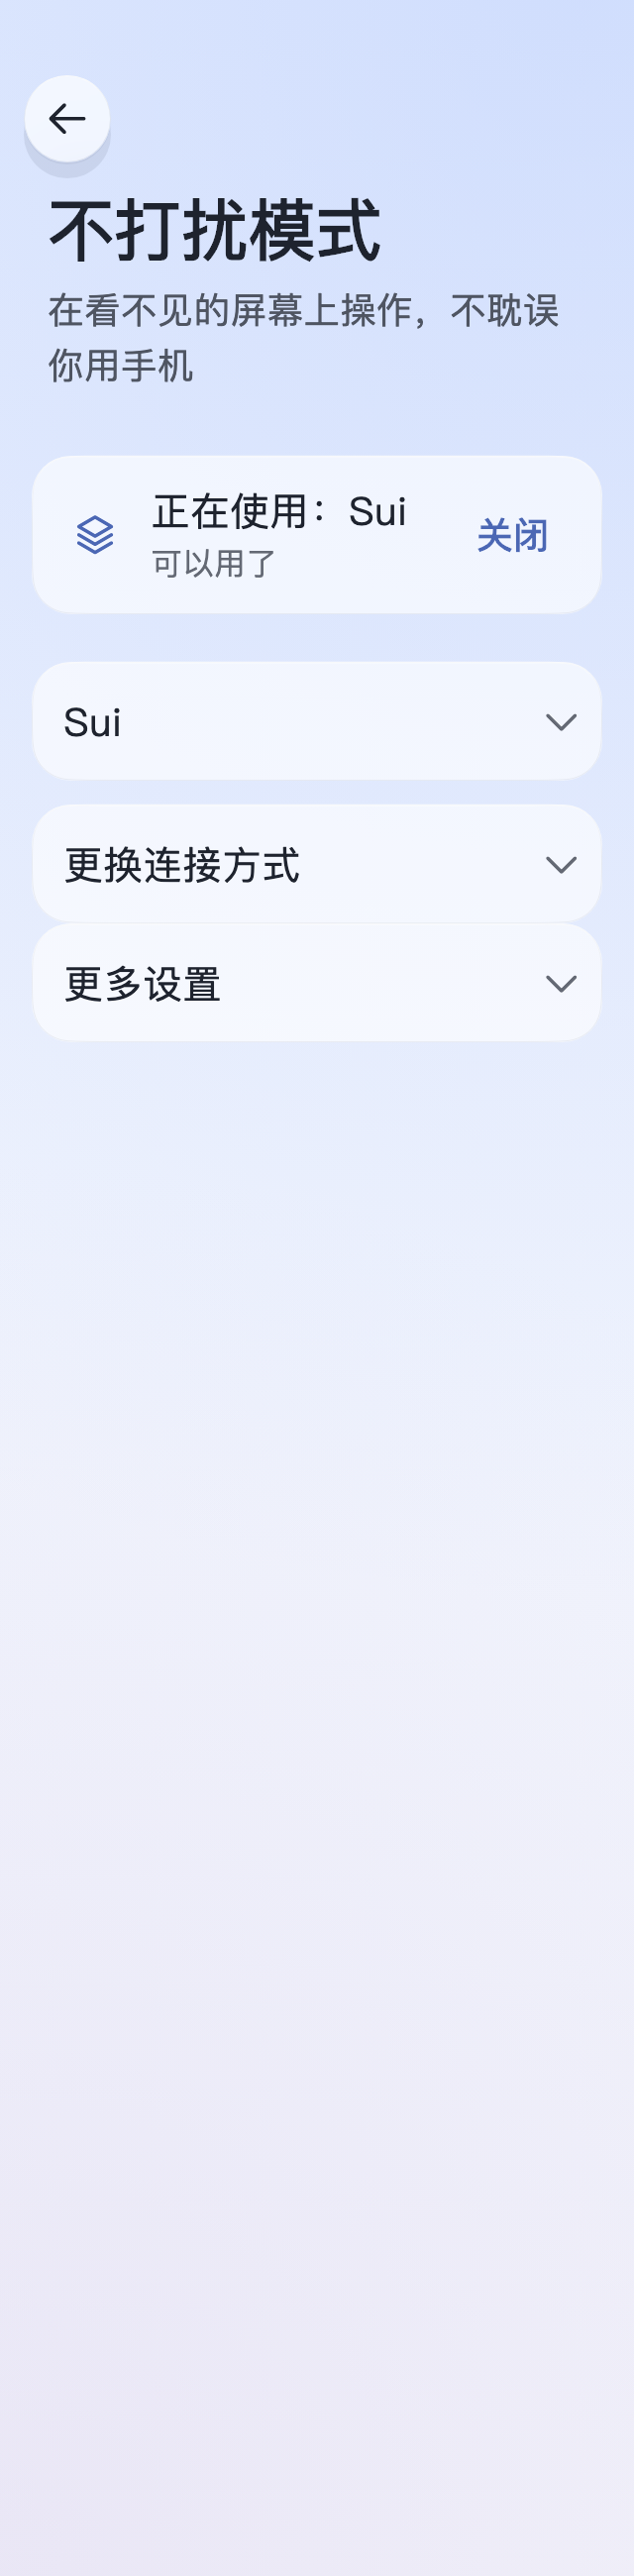 不打扰模式
在看不见的屏幕上操作，不耽误
你用手机
正在使用：Sui
可以用了
关闭
Sui
更换连接方式
更多设置